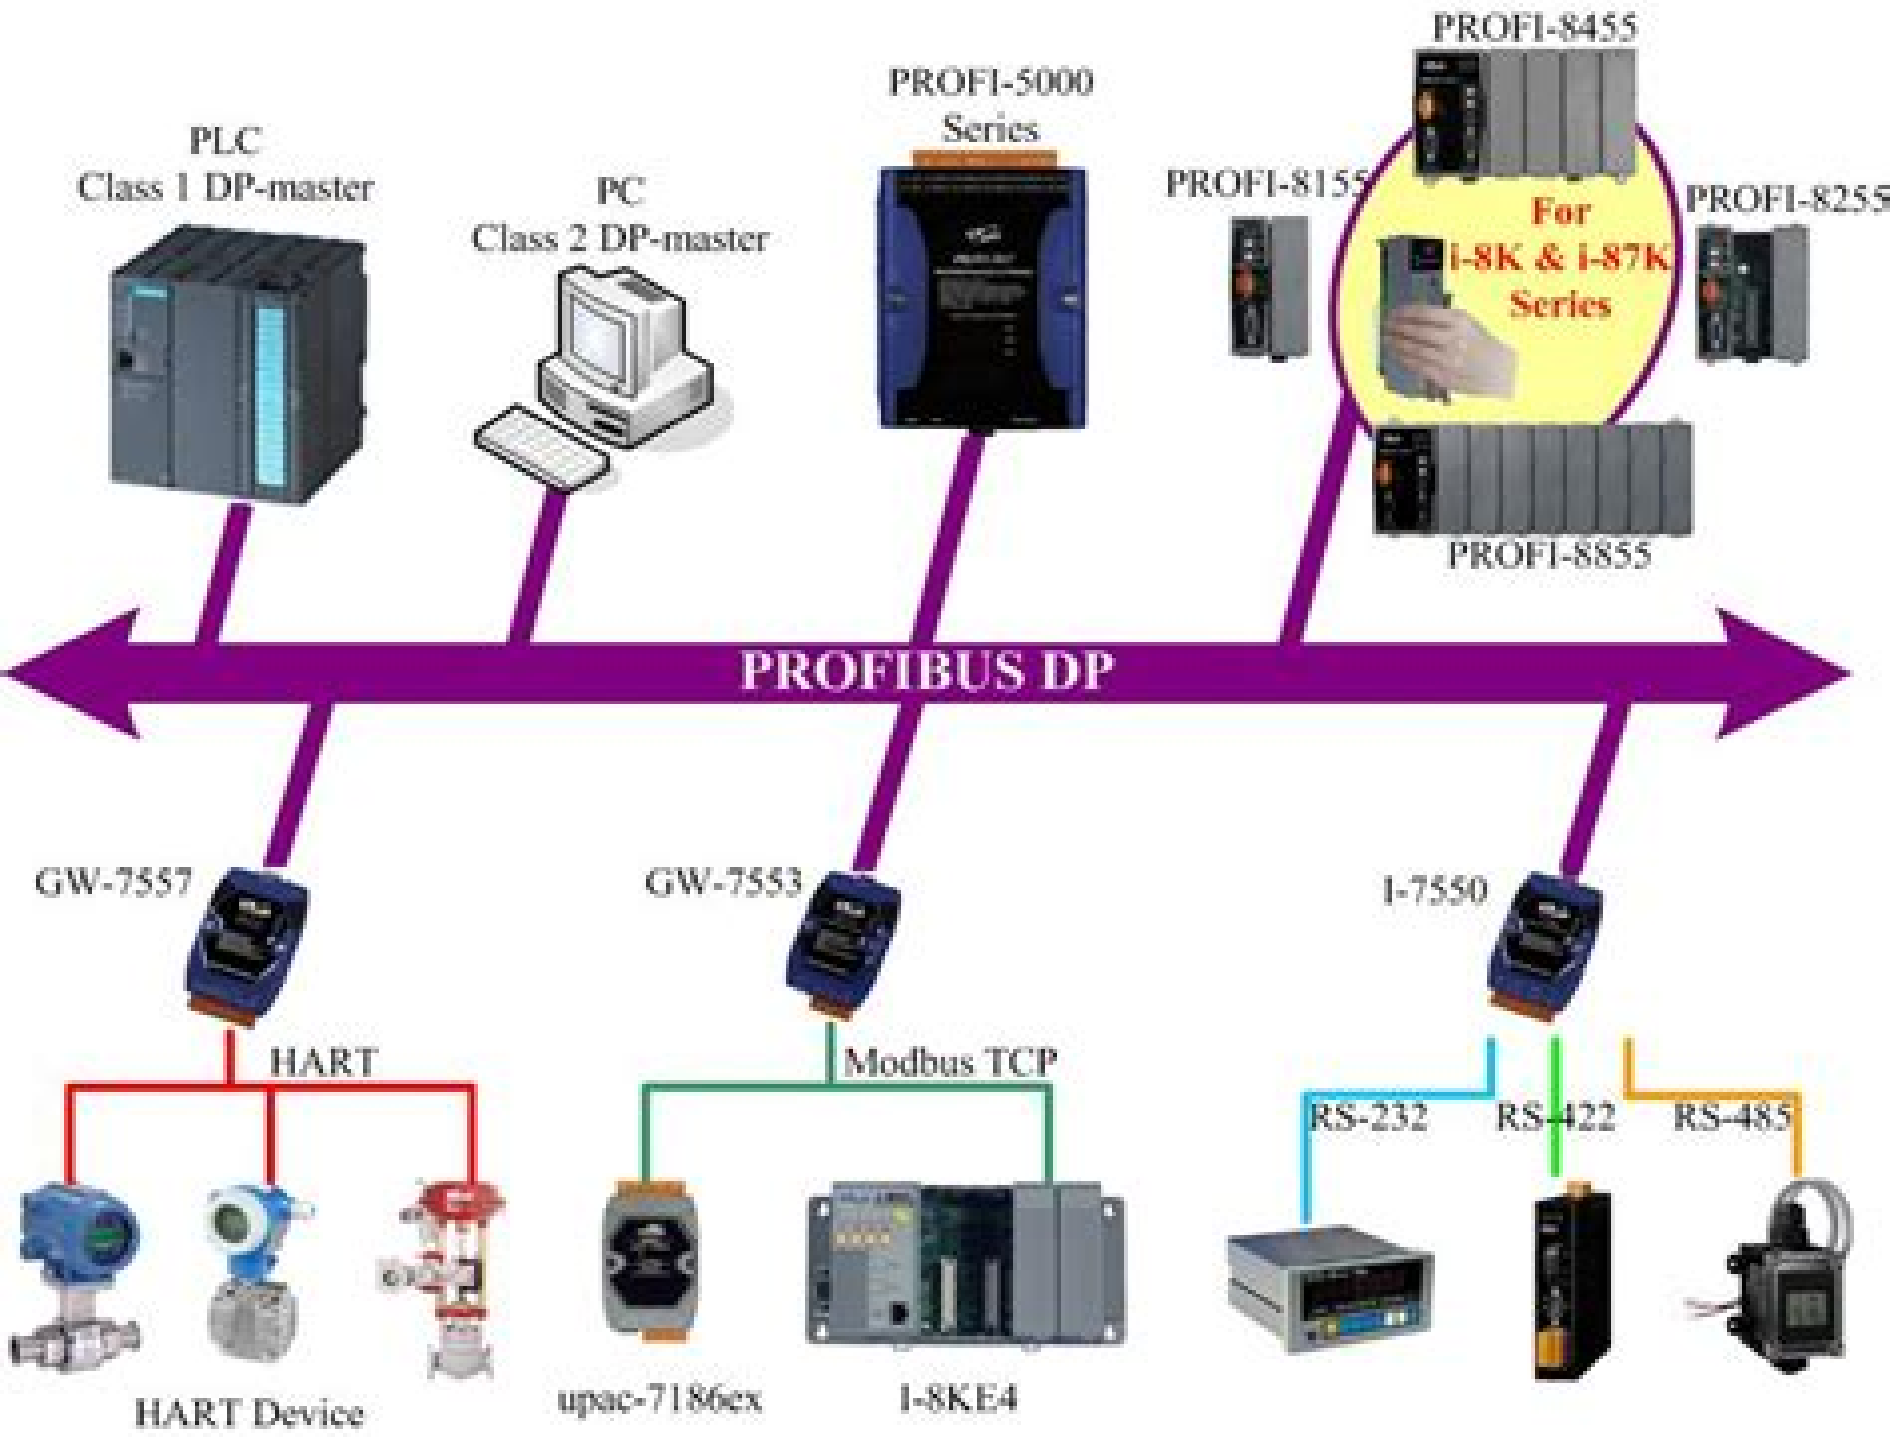 PROFI-8455
PROFI-5000
Series
PLC
Class 1 DP-master
PC
Class 2 DP-master
PROFI-8155
PROFI-8255
For
i-8K & i-87K
Series
PROFI-8855
PROFIBUS DP
GW-7557
GW-7553
I-7550
HART
Modbus TCP
RS-232
RS-422
RS-485
HART Device
upac-7186ex
I-8KE4